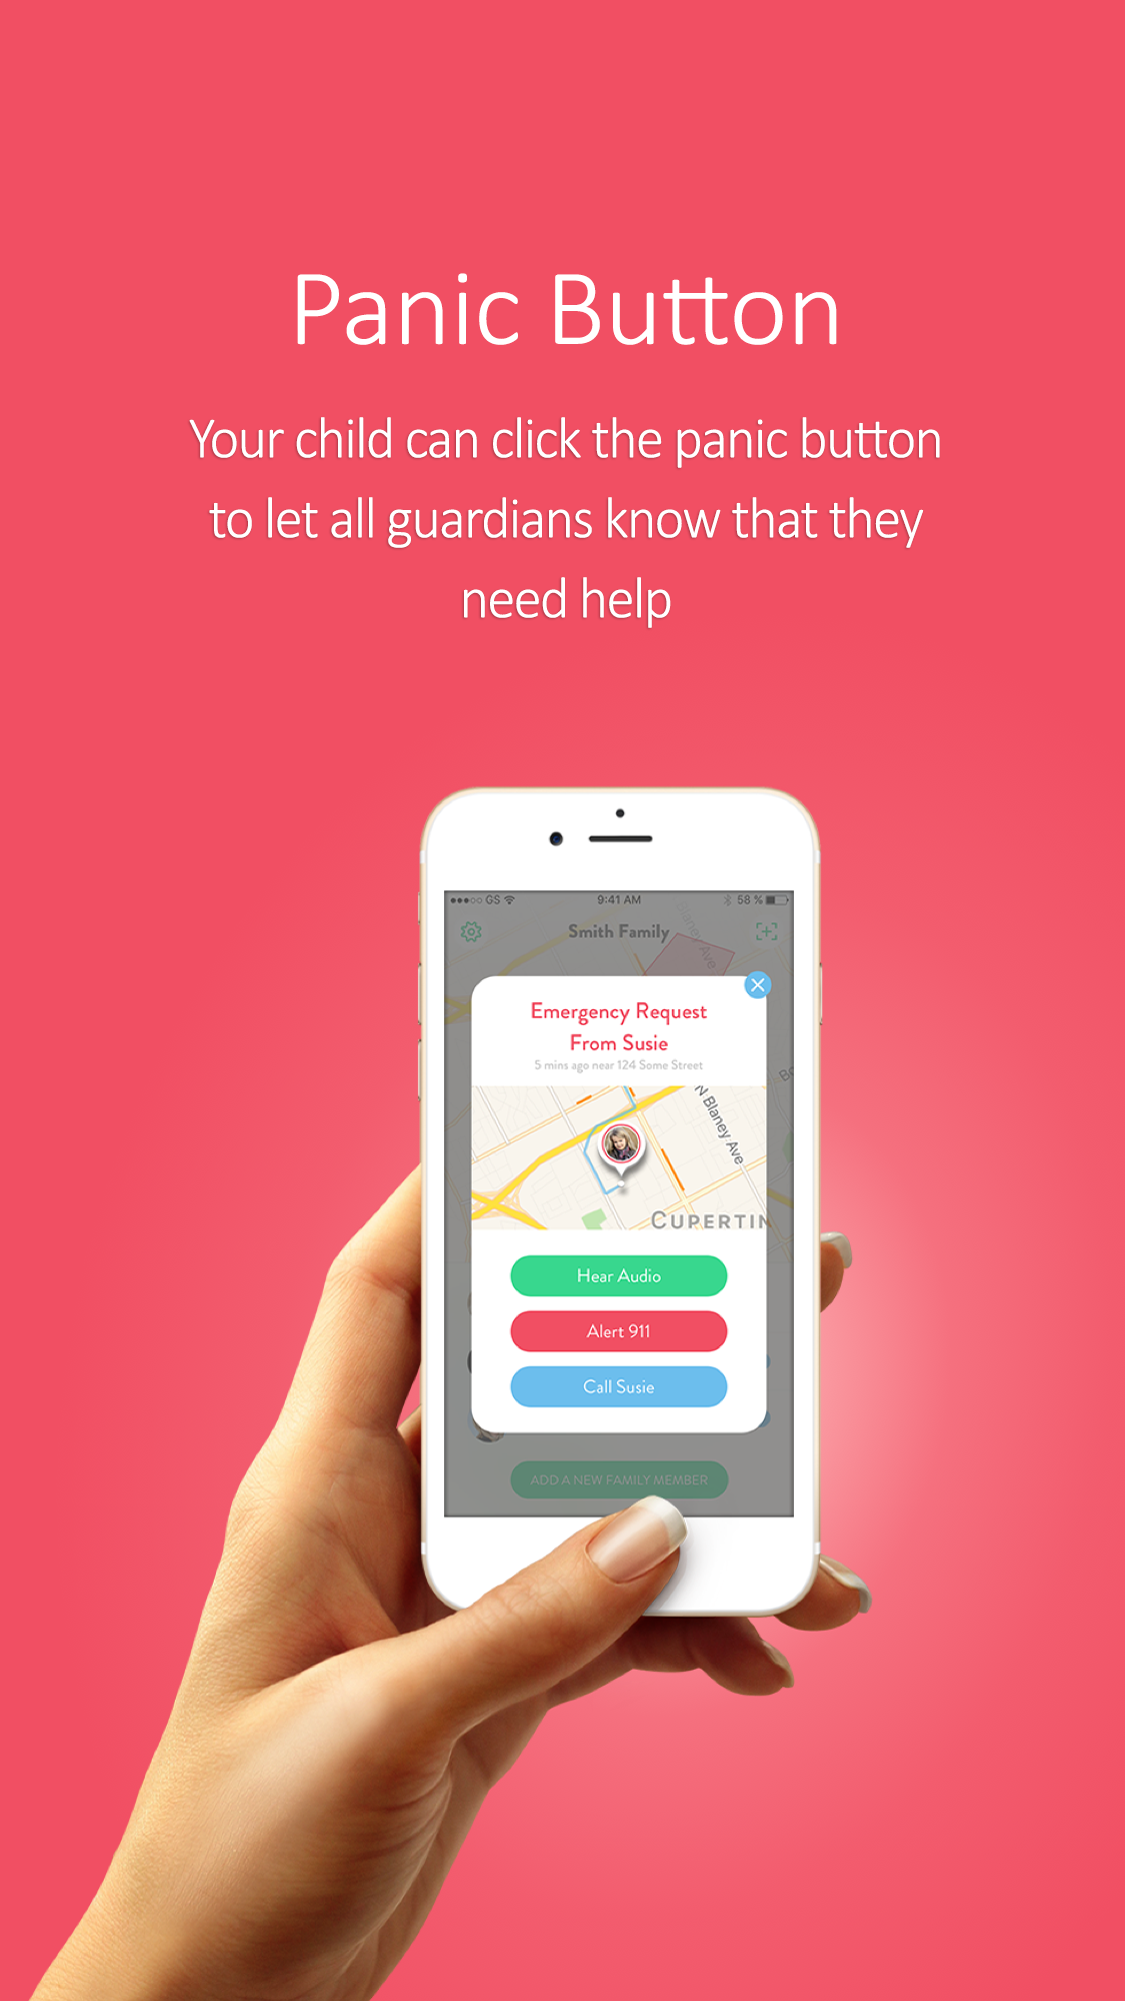 Panic Button
Your child can click the panic button
to let all guardians know that they
need help
GS 9:41 AM 58 %
Smith Family
Blaney Ave
Emergency Request
From Susie
5 mins ago near 124 Some Street
N Blaney Ave
CUPERTIN
Hear Audio
Alert 911
Call Susie
ADD A NEW FAMILY MEMBER